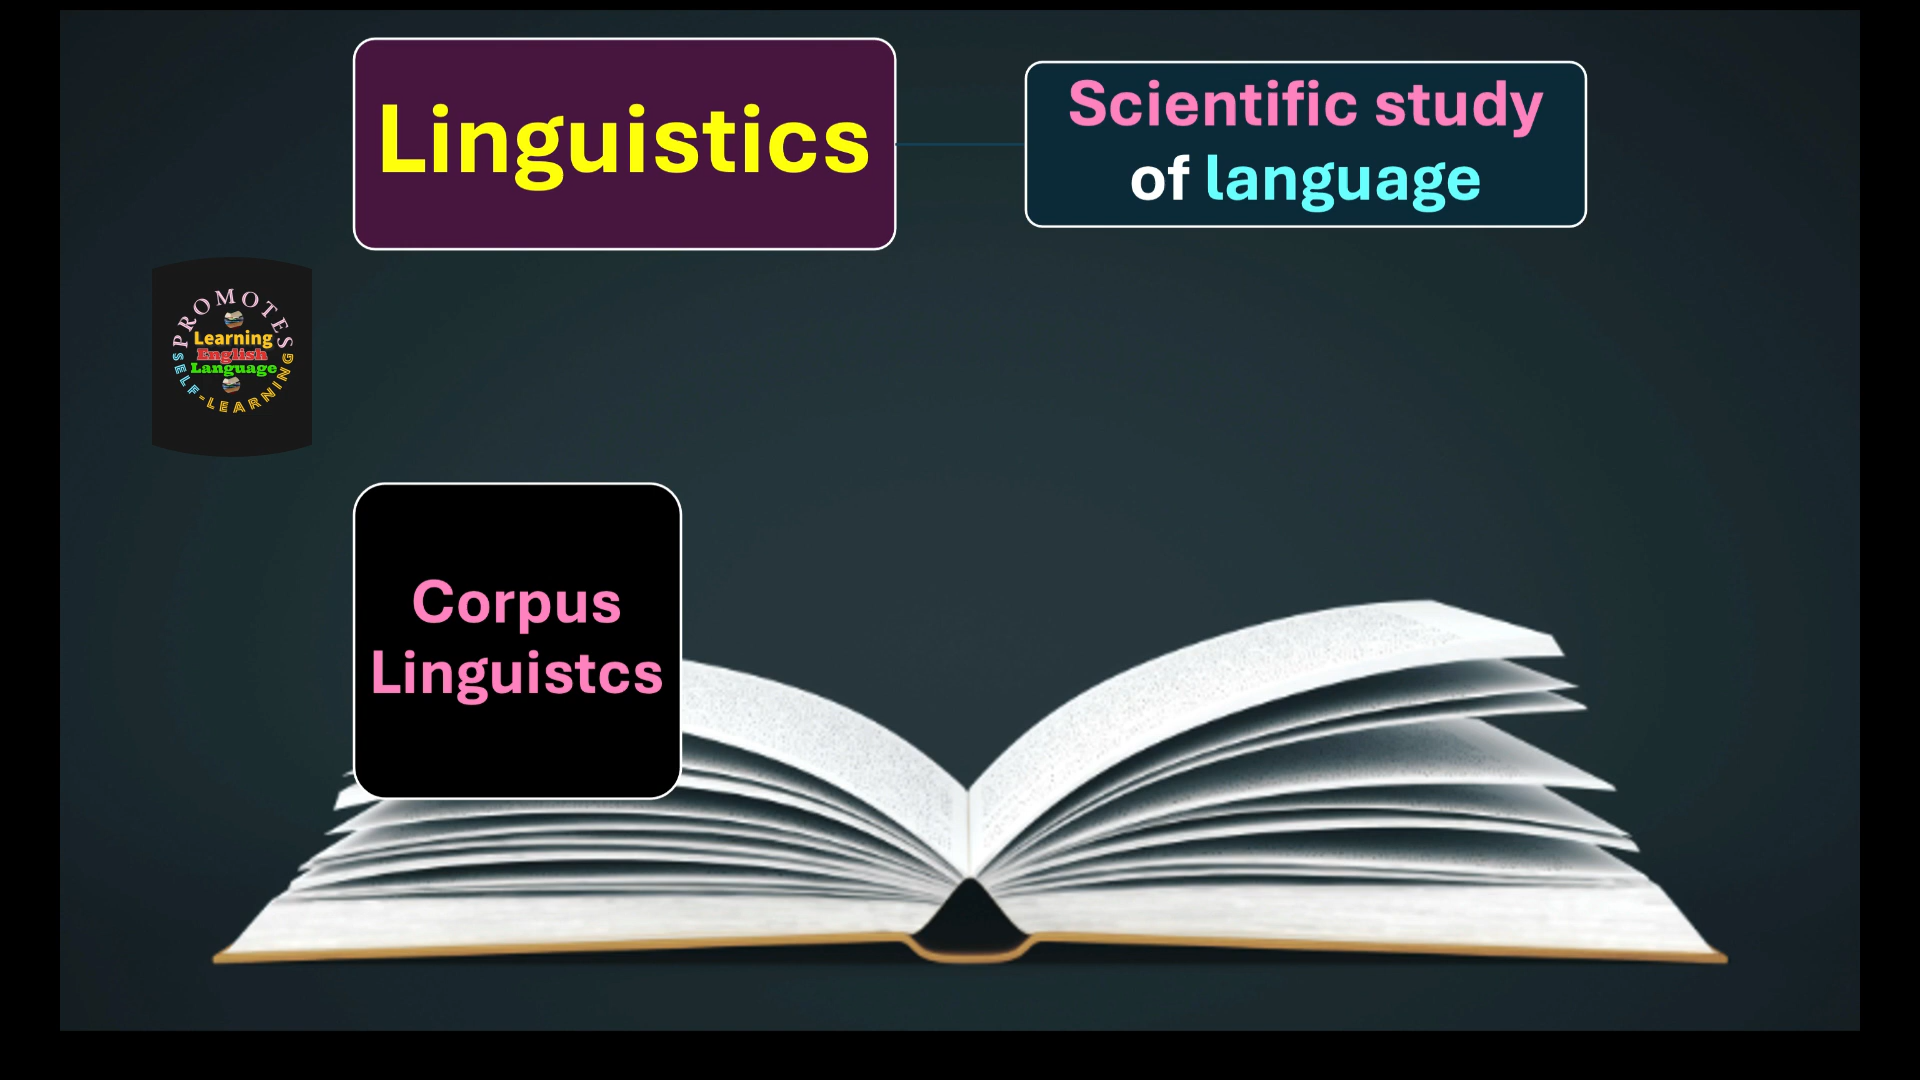 Linguistics
Scientific study
of language
PROMOTES
Learning
English
Language
SELF-LEARNING
Corpus
Linguistcs